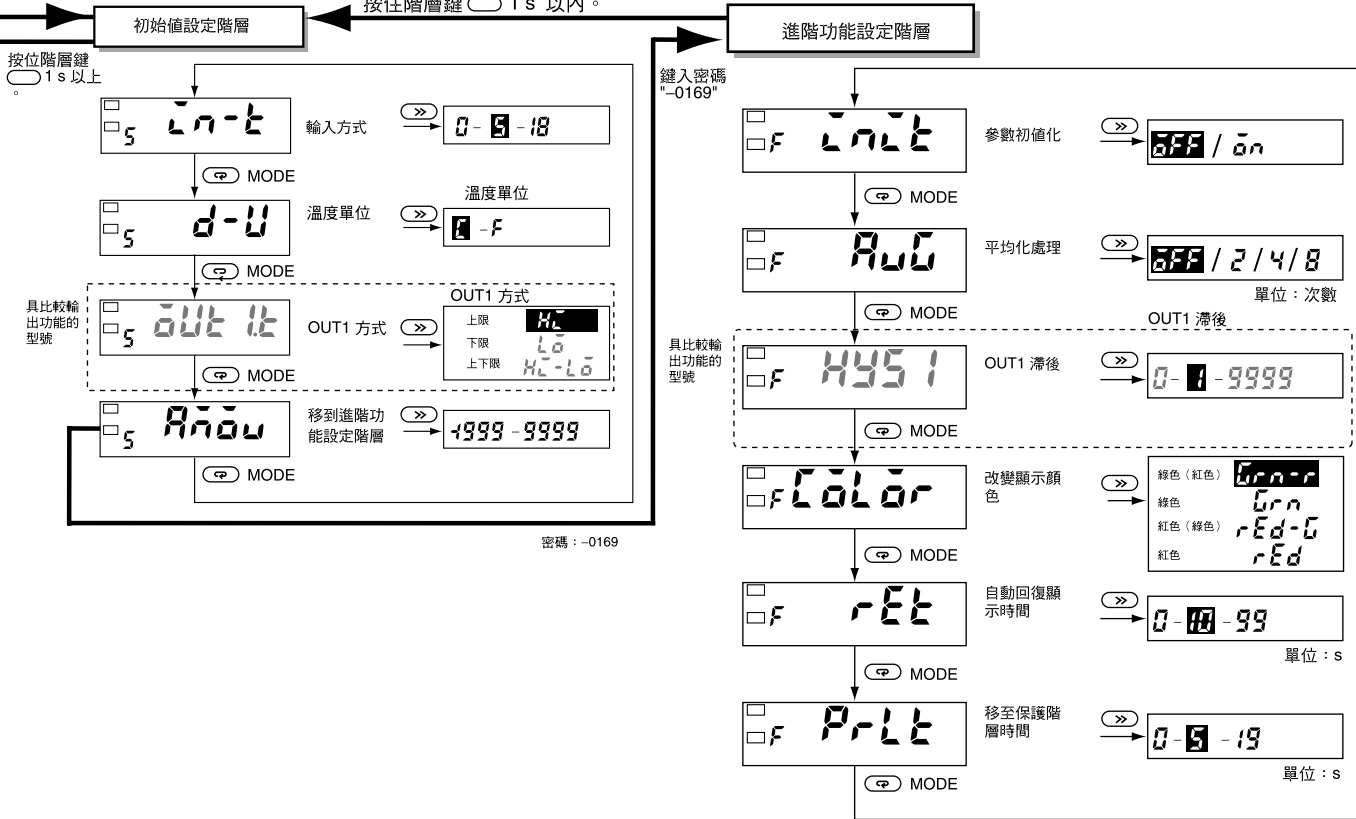 按住階層鍵 1 s 以內。
初始值設定階層
進階功能設定階層
按位階層鍵
1 s 以上
。
S in-t
輸入方式
0 - 5 - 18
MODE
S d-U
溫度單位
溫度單位
C - F
MODE
具比較輸
出功能的
型號
S oUt 1.t
OUT1 方式
OUT1 方式
上限 Hi
下限 Lo
上下限 Hi-Lo
MODE
S Amov
移到進階功
能設定階層
-1999 - 9999
MODE
密碼：–0169
鍵入密碼
"–0169"
F init
參數初值化
oFF / on
MODE
F AvG
平均化處理
oFF / 2 / 4 / 8
單位：次數
MODE
具比較輸
出功能的
型號
F HYS1
OUT1 滯後
OUT1 滯後
0 - 1 - 9999
MODE
F CoLor
改變顯示顏
色
綠色（紅色） Grn-r
綠色 Grn
紅色（綠色） rEd-G
紅色 rEd
MODE
F rEt
自動回復顯
示時間
0 - 10 - 99
單位：s
MODE
F PrLt
移至保護階
層時間
0 - 5 - 19
單位：s
MODE